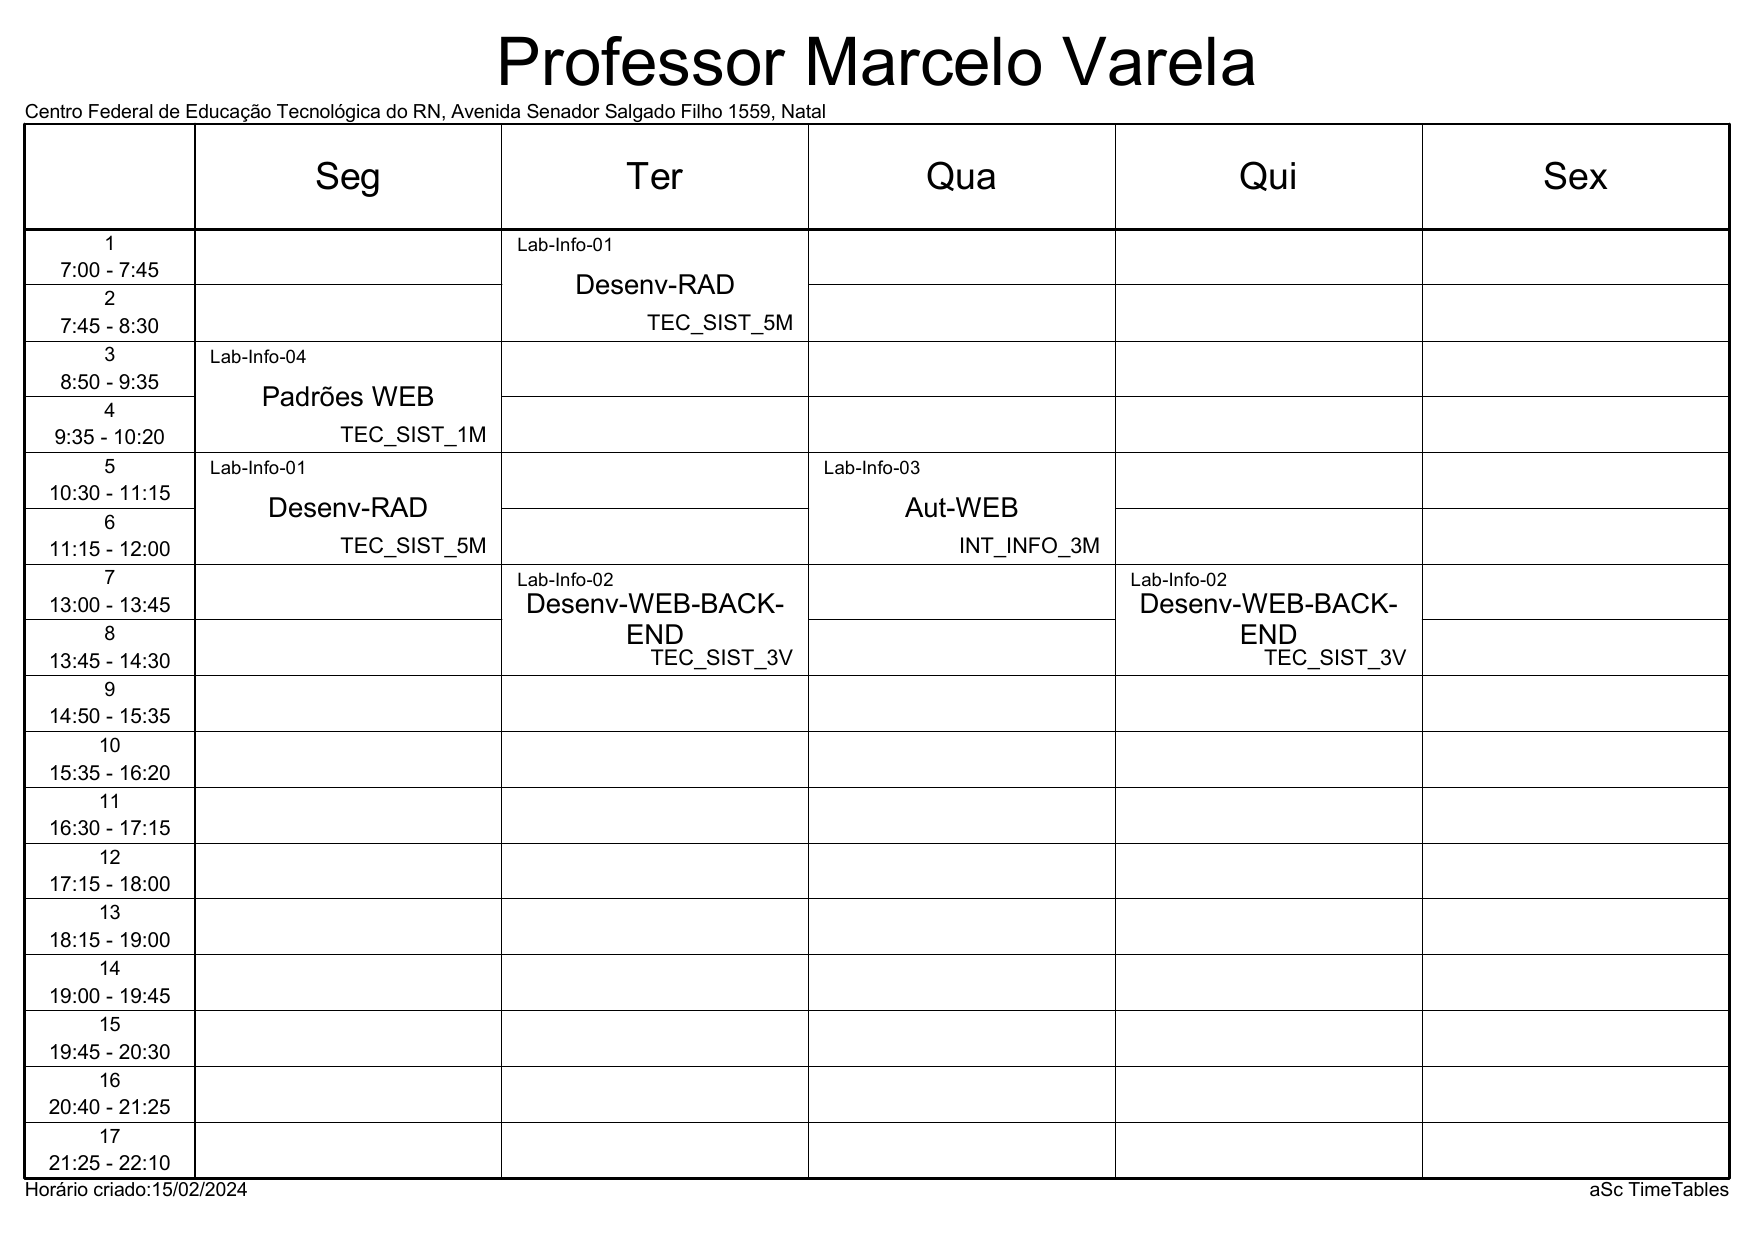 Professor Marcelo Varela
Centro Federal de Educação Tecnológica do RN, Avenida Senador Salgado Filho 1559, Natal
Seg
Ter
Qua
Qui
Sex
1
7:00 - 7:45
Lab-Info-01
Desenv-RAD
TEC_SIST_5M
2
7:45 - 8:30
3
8:50 - 9:35
Lab-Info-04
Padrões WEB
TEC_SIST_1M
4
9:35 - 10:20
5
10:30 - 11:15
Lab-Info-01
Desenv-RAD
TEC_SIST_5M
Lab-Info-03
Aut-WEB
INT_INFO_3M
6
11:15 - 12:00
7
13:00 - 13:45
Lab-Info-02
Desenv-WEB-BACK-
END
TEC_SIST_3V
Lab-Info-02
Desenv-WEB-BACK-
END
TEC_SIST_3V
8
13:45 - 14:30
9
14:50 - 15:35
10
15:35 - 16:20
11
16:30 - 17:15
12
17:15 - 18:00
13
18:15 - 19:00
14
19:00 - 19:45
15
19:45 - 20:30
16
20:40 - 21:25
17
21:25 - 22:10
Horário criado:15/02/2024
aSc TimeTables